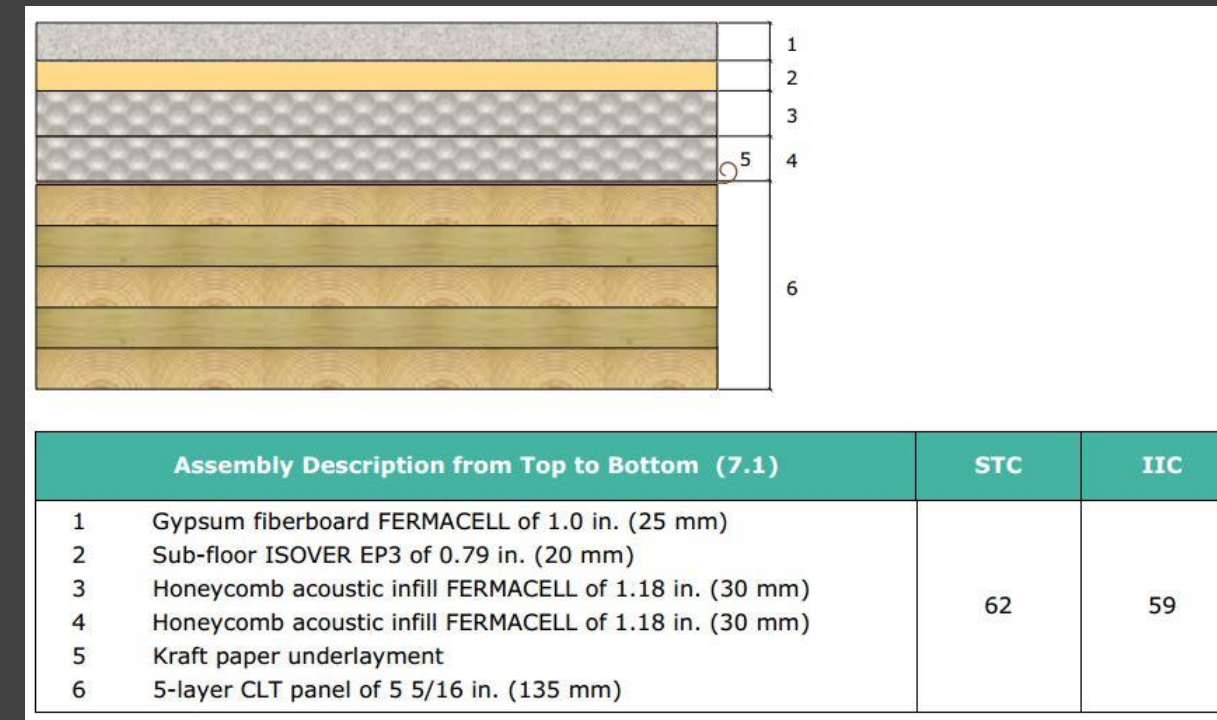 1
2
3
5 4
6
Assembly Description from Top to Bottom (7.1) STC IIC
1 Gypsum fiberboard FERMACELL of 1.0 in. (25 mm)
2 Sub-floor ISOVER EP3 of 0.79 in. (20 mm)
3 Honeycomb acoustic infill FERMACELL of 1.18 in. (30 mm)
4 Honeycomb acoustic infill FERMACELL of 1.18 in. (30 mm)
5 Kraft paper underlayment
6 5-layer CLT panel of 5 5/16 in. (135 mm)
62 59